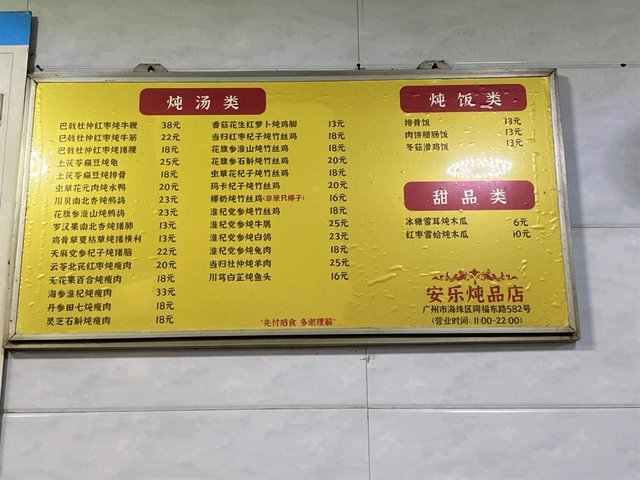 炖汤类
巴戟杜仲红枣炖牛鞭 38元
巴戟杜仲红枣炖牛筋 22元
巴戟杜仲红枣炖猪腰 22元
土茯苓扁豆炖龟 25元
土茯苓扁豆炖排骨 18元
虫草花元肉炖水鸭 20元
川贝南北杏炖鹧鸪 23元
花旗参淮山炖鹧鸪 23元
罗汉果南北杏炖猪肺 13元
鸡骨草夏枯草炖猪横利 13元
天麻党参杞子炖猪脑 22元
云苓北芪红枣炖瘦肉 20元
无花果百合炖瘦肉 18元
海参淮杞炖瘦肉 33元
丹参田七炖瘦肉 18元
灵芝石斛炖瘦肉 18元
香菇花生红萝卜炖鸡脚 13元
当归红枣杞子炖竹丝鸡 18元
花旗参淮山炖竹丝鸡 18元
花旗参石斛炖竹丝鸡 20元
虫草花杞子炖竹丝鸡 18元
玛卡杞子炖竹丝鸡 20元
椰奶炖竹丝鸡(非原只椰子) 16元
淮杞党参炖竹丝鸡 18元
淮杞党参炖牛𦟌 25元
淮杞党参炖白鸽 23元
淮杞党参炖兔肉 18元
当归杜仲炖羊肉 25元
川芎白芷炖鱼头 16元
"先付后食 多谢理解"
炖饭类
排骨饭 13元
肉饼腊肠饭 13元
冬菇滑鸡饭 13元
甜品类
冰糖雪耳炖木瓜 6元
红枣雪蛤炖木瓜 10元
安乐炖品店
广州市海珠区同福东路582号
(营业时间:11:00-22:00)